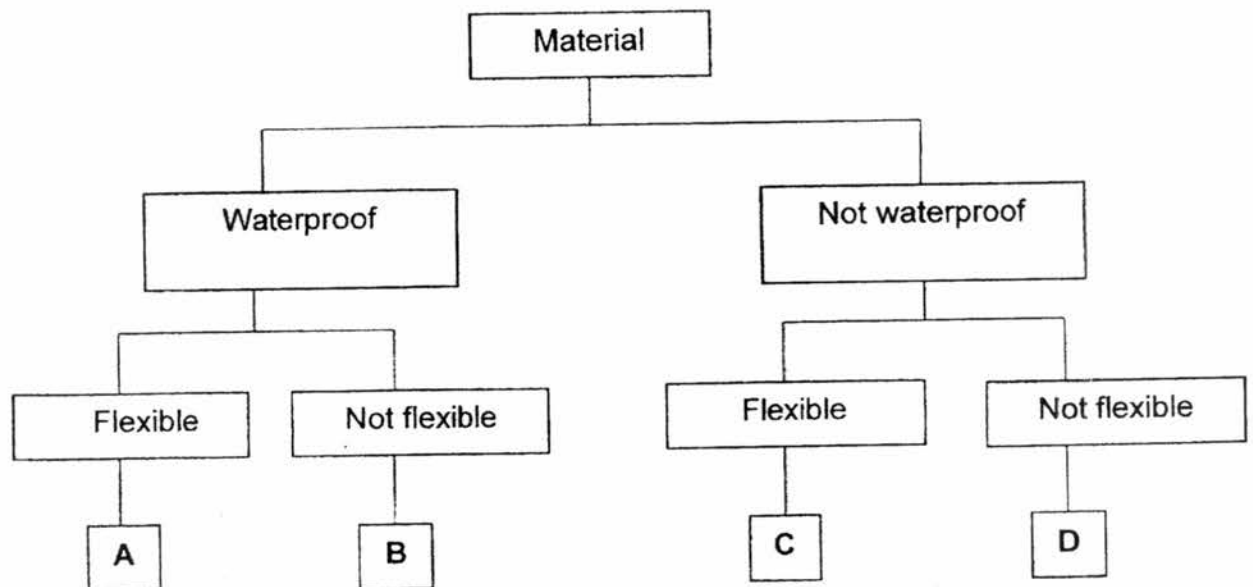 Material
Waterproof
Not waterproof
Flexible
Not flexible
Flexible
Not flexible
A
B
C
D